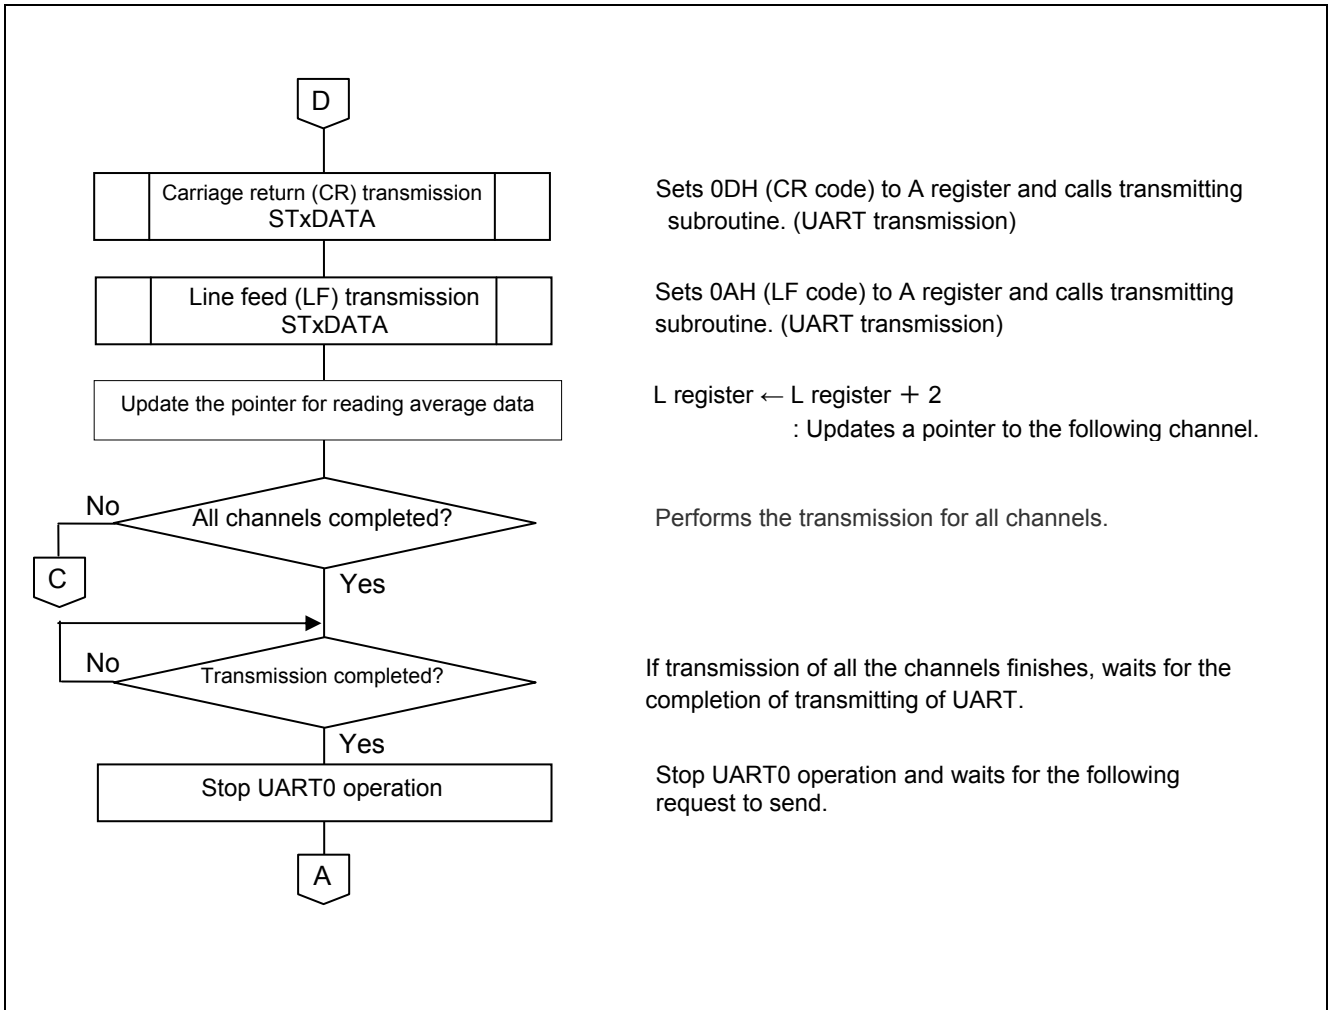 D
Carriage return (CR) transmission
STxDATA
Sets 0DH (CR code) to A register and calls transmitting
subroutine. (UART transmission)
Line feed (LF) transmission
STxDATA
Sets 0AH (LF code) to A register and calls transmitting
subroutine. (UART transmission)
Update the pointer for reading average data
L register ← L register + 2
: Updates a pointer to the following channel.
No
All channels completed?
Performs the transmission for all channels.
C
Yes
No
Transmission completed?
If transmission of all the channels finishes, waits for the
completion of transmitting of UART.
Yes
Stop UART0 operation
Stop UART0 operation and waits for the following
request to send.
A